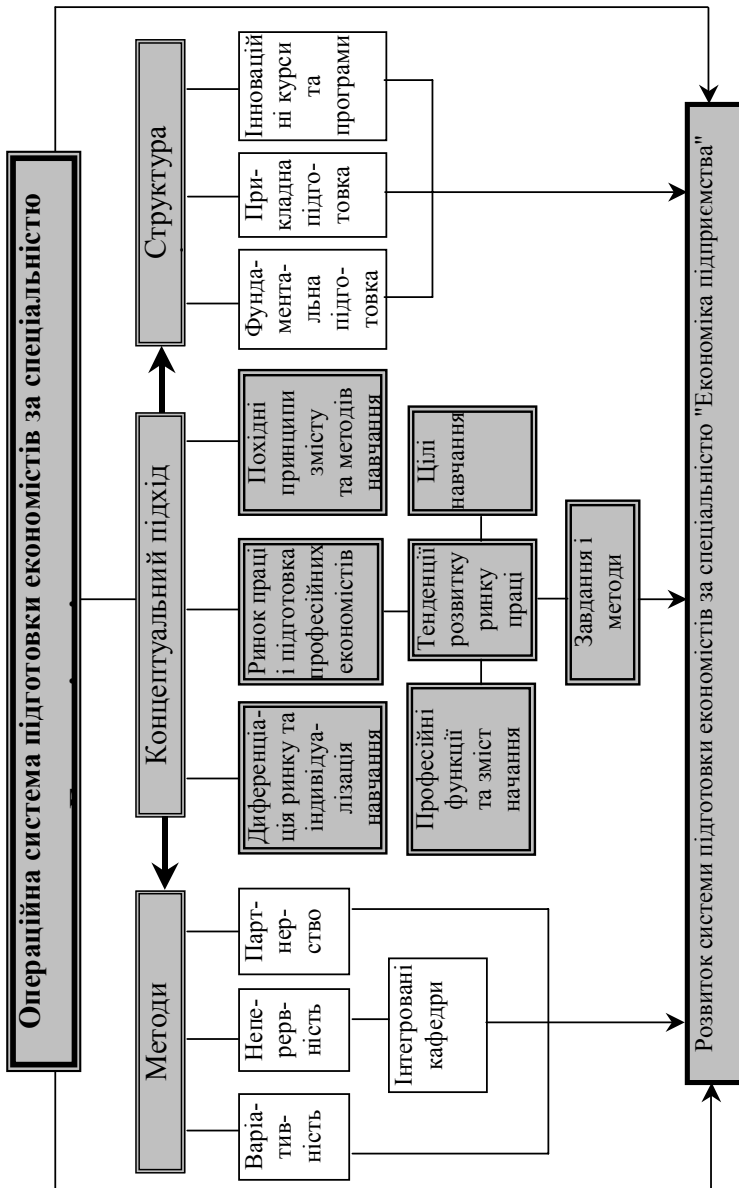 Операційна система підготовки економістів за спеціальністю
Методи
Концептуальний підхід
Структура
Варіа-
тив-
ність
Непе-
рерв-
ність
Парт-
нер-
ство
Диференціа-
ція ринку та
індивідуа-
лізація
навчання
Ринок праці
і підготовка
професійних
економістів
Похідні
принципи
змісту
та методів
навчання
Фунда-
мента-
льна
підго-
товка
При-
кладна
підго-
товка
Інновацій
ні курси
та
програми
Інтегровані
кафедри
Професійні
функції
та зміст
начання
Тенденції
розвитку
ринку
праці
Цілі
навчання
Завдання і
методи
Розвиток системи підготовки економістів за спеціальністю "Економіка підприємства"